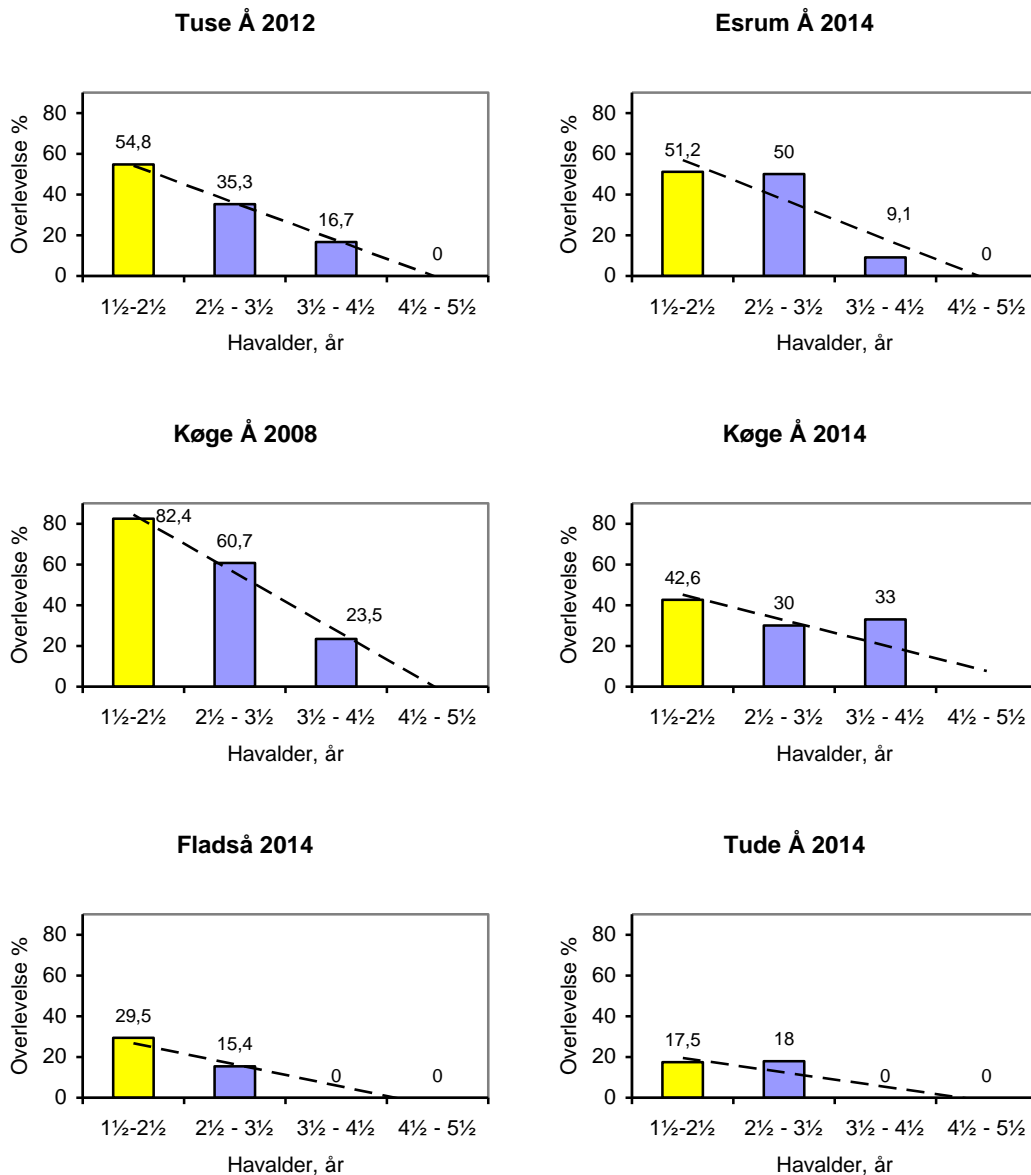 Tuse Å 2012
Overlevelse %
80
60
40
20
0
54,8
35,3
16,7
0
1½-2½ 2½ - 3½ 3½ - 4½ 4½ - 5½
Havalder, år
Esrum Å 2014
Overlevelse %
80
60
40
20
0
51,2
50
9,1
0
1½-2½ 2½ - 3½ 3½ - 4½ 4½ - 5½
Havalder, år
Køge Å 2008
Overlevelse %
80
60
40
20
0
82,4
60,7
23,5
1½-2½ 2½ - 3½ 3½ - 4½ 4½ - 5½
Havalder, år
Køge Å 2014
Overlevelse %
80
60
40
20
0
42,6
30
33
1½-2½ 2½ - 3½ 3½ - 4½ 4½ - 5½
Havalder, år
Fladså 2014
Overlevelse %
80
60
40
20
0
29,5
15,4
0
0
1½-2½ 2½ - 3½ 3½ - 4½ 4½ - 5½
Havalder, år
Tude Å 2014
Overlevelse %
80
60
40
20
0
17,5
18
0
0
1½-2½ 2½ - 3½ 3½ - 4½ 4½ - 5½
Havalder, år